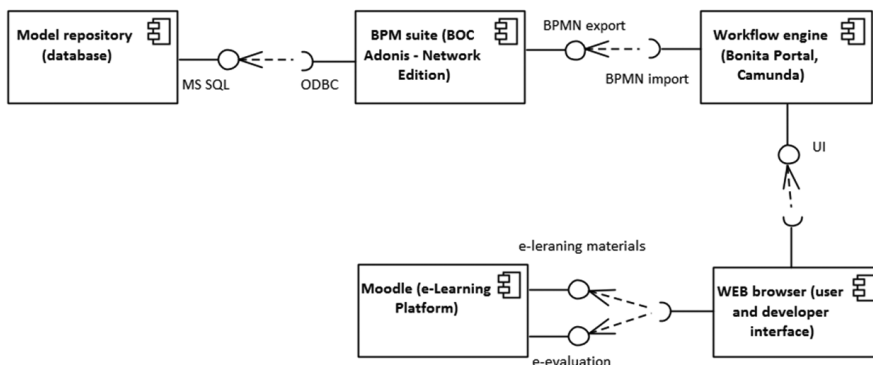 Model repository
(database)
MS SQL
ODBC
BPM suite (BOC
Adonis - Network
Edition)
BPMN export
BPMN import
Workflow engine
(Bonita Portal,
Camunda)
UI
e-leraning materials
Moodle (e-Learning
Platform)
e-evaluation
WEB browser (user
and developer
interface)